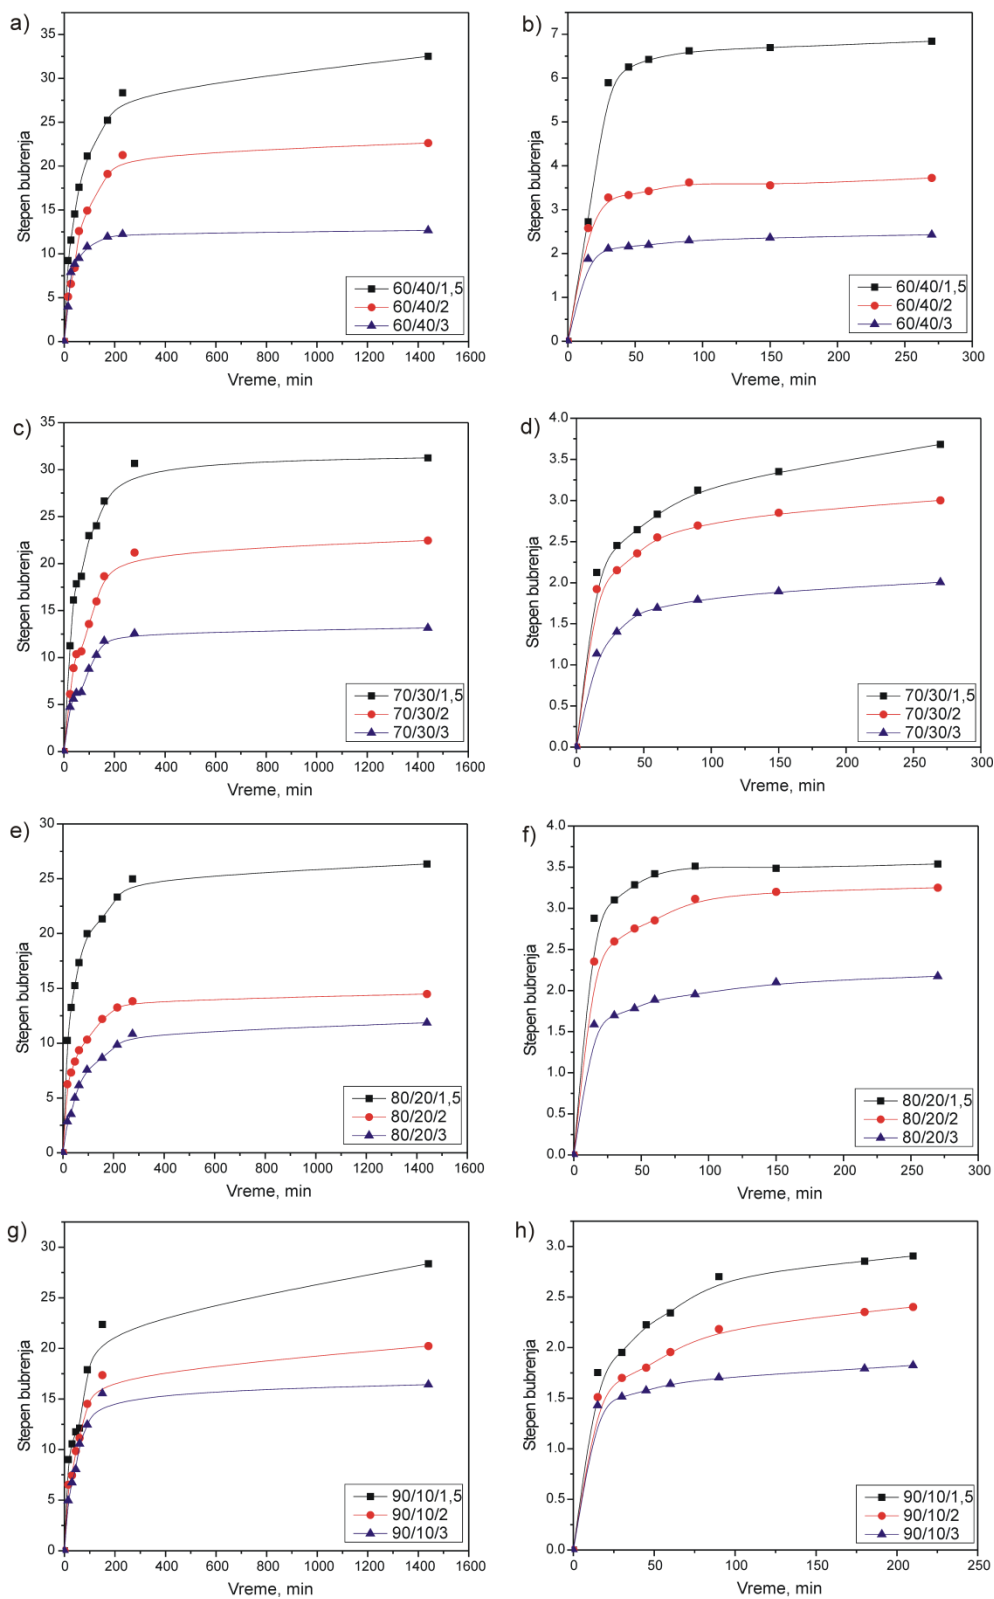 a)
35
30
25
20
15
10
5
0
Stepen bubrenja
0 200 400 600 800 1000 1200 1400 1600
Vreme, min
60/40/1,5
60/40/2
60/40/3
b)
7
6
5
4
3
2
1
0
Stepen bubrenja
0 50 100 150 200 250 300
Vreme, min
60/40/1,5
60/40/2
60/40/3
c)
35
30
25
20
15
10
5
0
Stepen bubrenja
0 200 400 600 800 1000 1200 1400 1600
Vreme, min
70/30/1,5
70/30/2
70/30/3
d)
4.0
3.5
3.0
2.5
2.0
1.5
1.0
0.5
0.0
Stepen bubrenja
0 50 100 150 200 250 300
Vreme, min
70/30/1,5
70/30/2
70/30/3
e)
30
25
20
15
10
5
0
Stepen bubrenja
0 200 400 600 800 1000 1200 1400 1600
Vreme, min
80/20/1,5
80/20/2
80/20/3
f)
4.0
3.5
3.0
2.5
2.0
1.5
1.0
0.5
0.0
Stepen bubrenja
0 50 100 150 200 250 300
Vreme, min
80/20/1,5
80/20/2
80/20/3
g)
30
25
20
15
10
5
0
Stepen bubrenja
0 200 400 600 800 1000 1200 1400 1600
Vreme, min
90/10/1,5
90/10/2
90/10/3
h)
3.0
2.5
2.0
1.5
1.0
0.5
0.0
Stepen bubrenja
0 50 100 150 200 250
Vreme, min
90/10/1,5
90/10/2
90/10/3